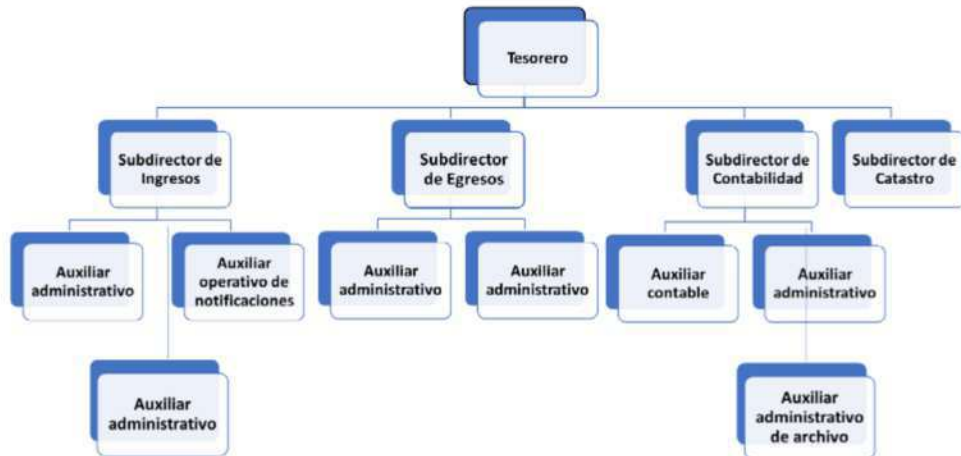 Tesorero
Subdirector de
Ingresos
Subdirector
de Egresos
Subdirector de
Contabilidad
Subdirector de
Catastro
Auxiliar
administrativo
Auxiliar
operativo de
notificaciones
Auxiliar
administrativo
Auxiliar
administrativo
Auxiliar
contable
Auxiliar
administrativo
Auxiliar
administrativo
Auxiliar
administrativo
de archivo